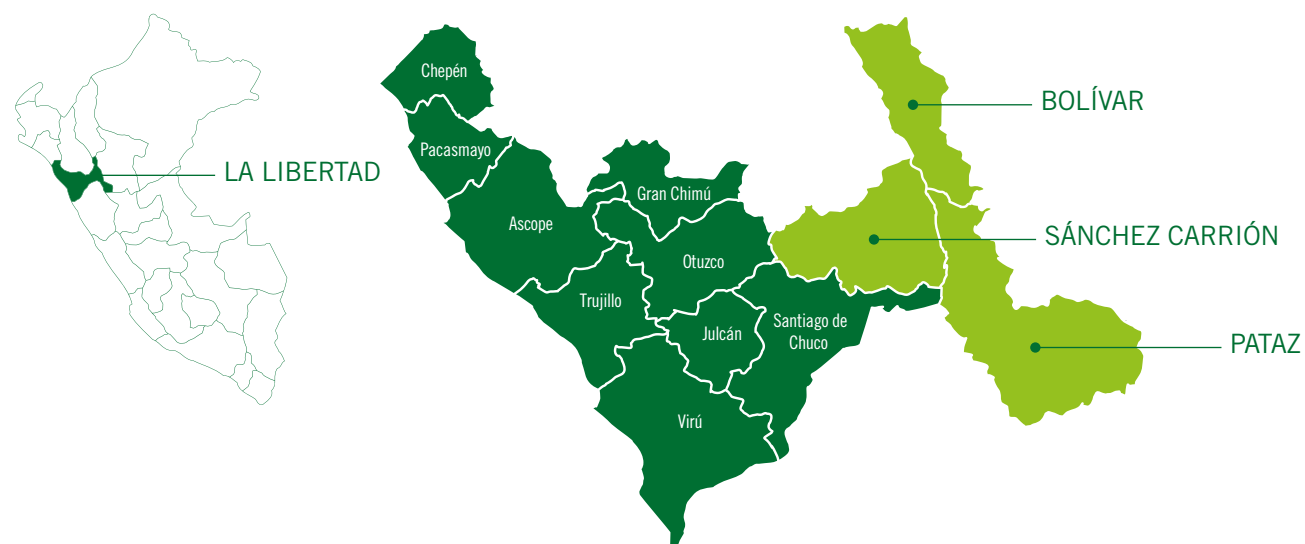 LA LIBERTAD
Chepén
Pacasmayo
Ascope
Gran Chimú
Otuzco
Trujillo
Julcán
Santiago de
Chuco
Virú
BOLÍVAR
SÁNCHEZ CARRIÓN
PATAZ